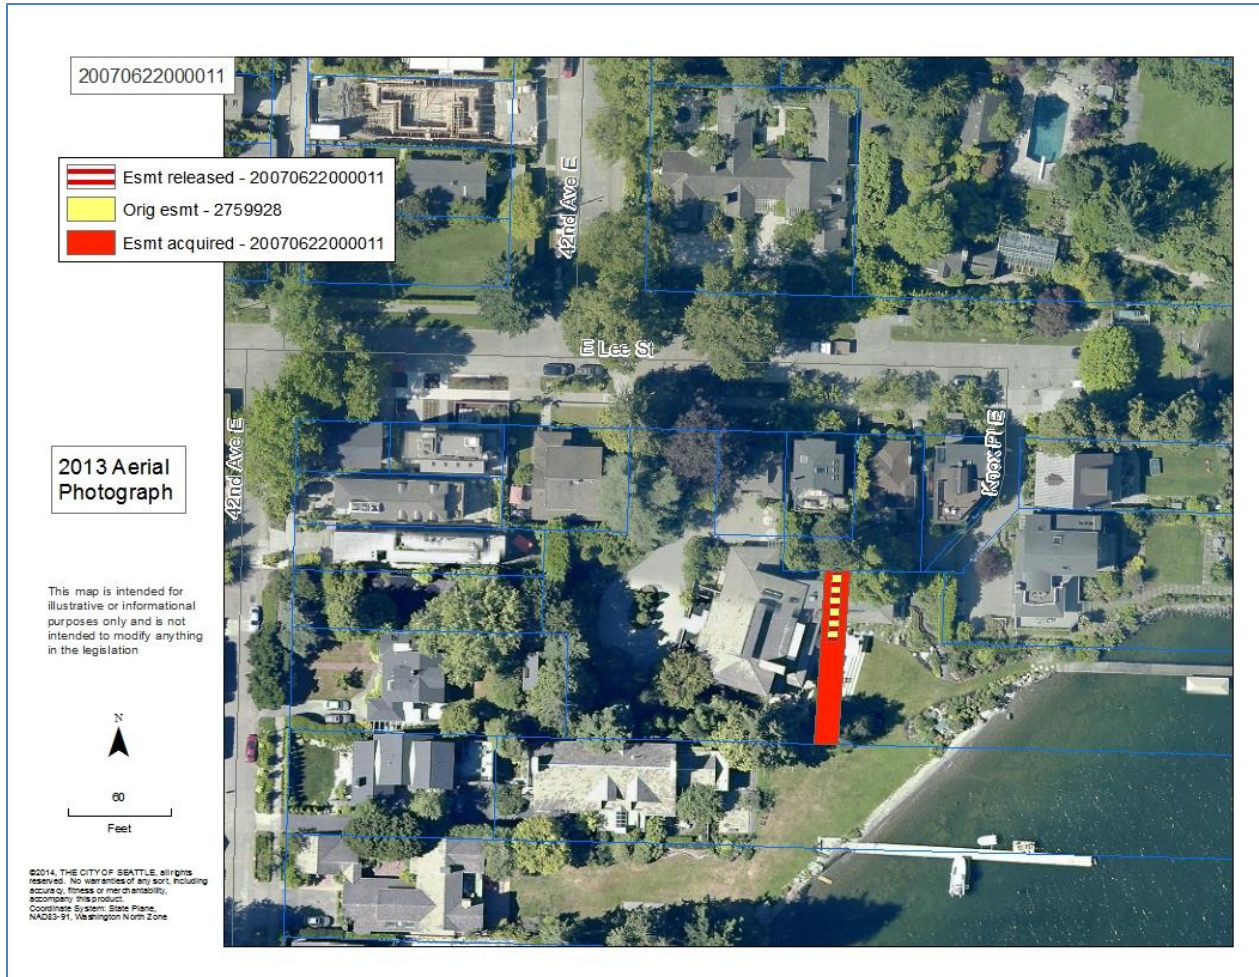 20070622000011
Esmt released - 20070622000011
Orig esmt - 2759928
Esmt acquired - 20070622000011
42nd Ave E
E Lee St
42nd Ave E
Knox Pl E
2013 Aerial
Photograph
This map is intended for
illustrative or informational
purposes only and is not
intended to modify anything
in the legislation
N
60
Feet
©2014, THE CITY OF SEATTLE, all rights
reserved. No warranties of any sort, including
accuracy, fitness or merchantability,
accompany this product.
Coordinate System: State Plane,
NAD83-91, Washington North Zone